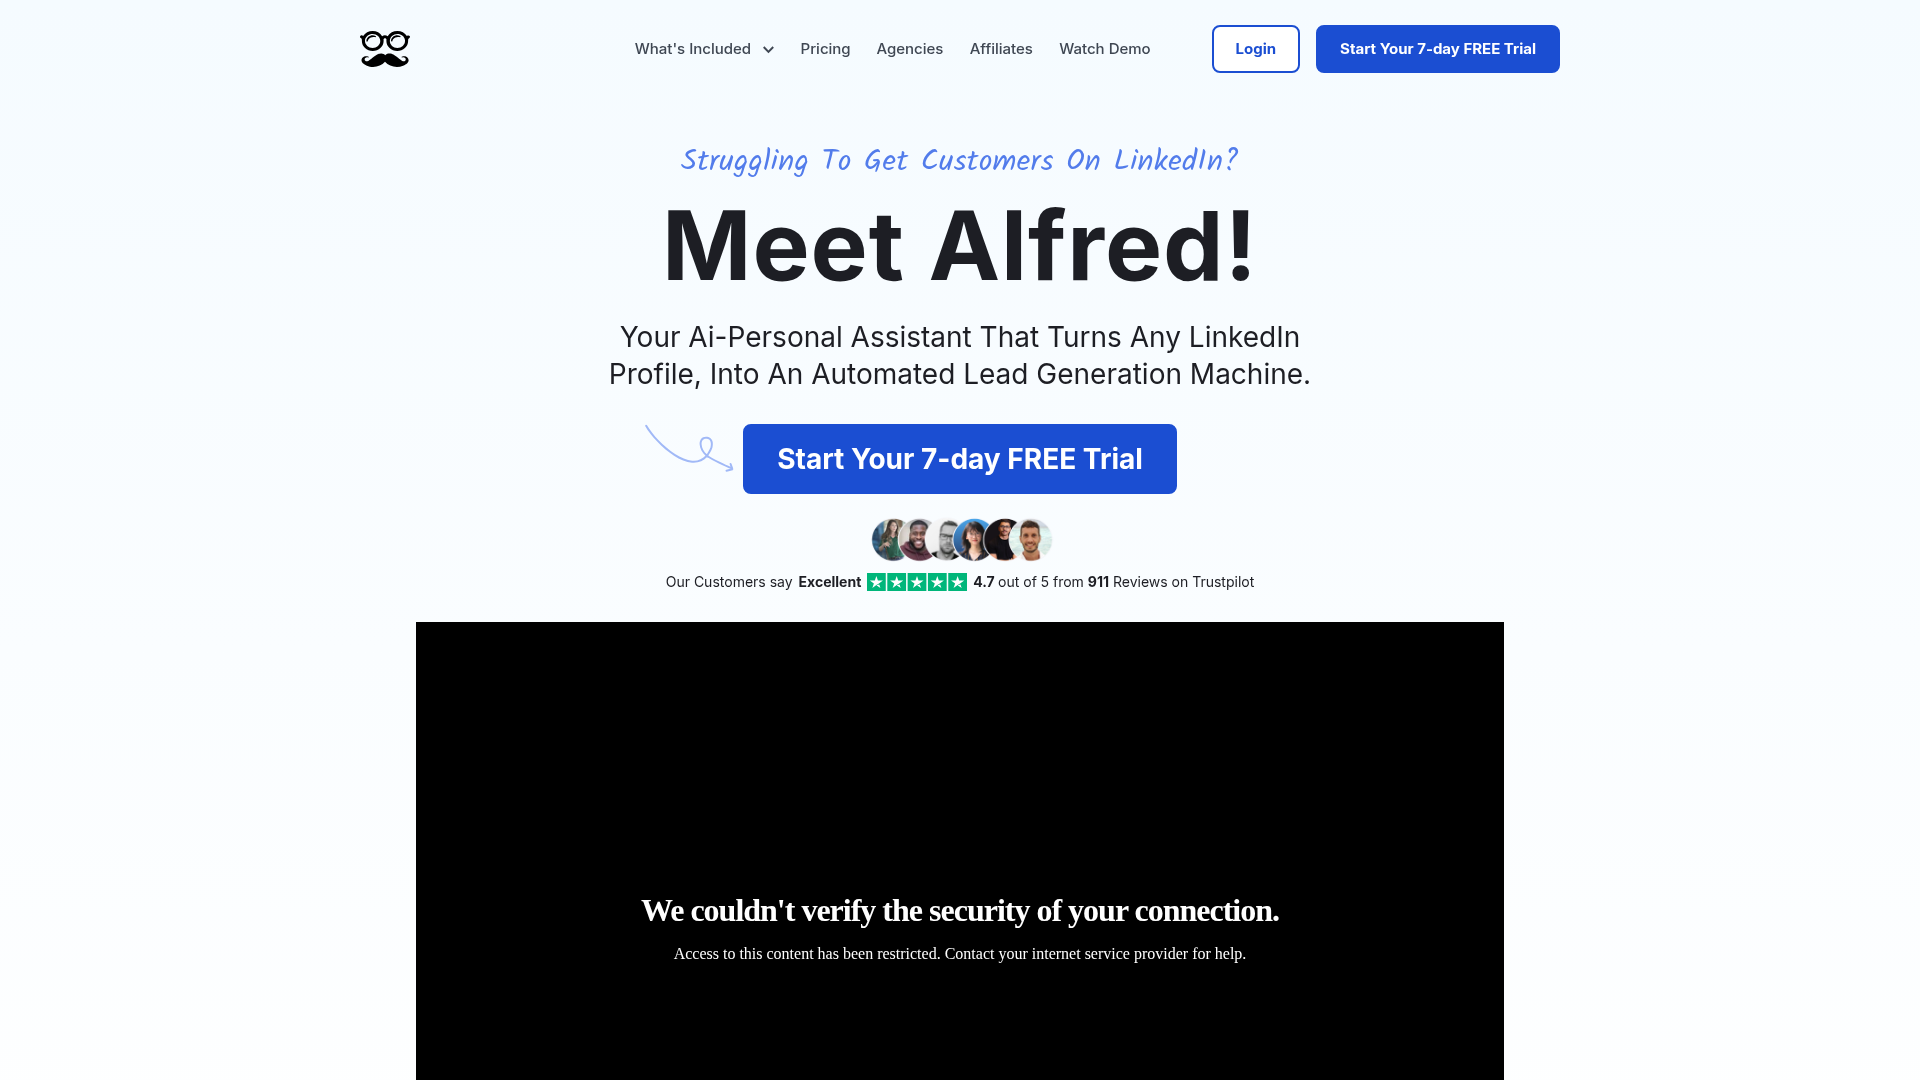 What's Included
Pricing
Agencies
Affiliates
Watch Demo
Login
Start Your 7-day FREE Trial
Struggling To Get Customers On LinkedIn?
Meet Alfred!
Your Ai-Personal Assistant That Turns Any LinkedIn
Profile, Into An Automated Lead Generation Machine.
Start Your 7-day FREE Trial
Our Customers say Excellent 4.7 out of 5 from 911 Reviews on Trustpilot
We couldn't verify the security of your connection.
Access to this content has been restricted. Contact your internet service provider for help.